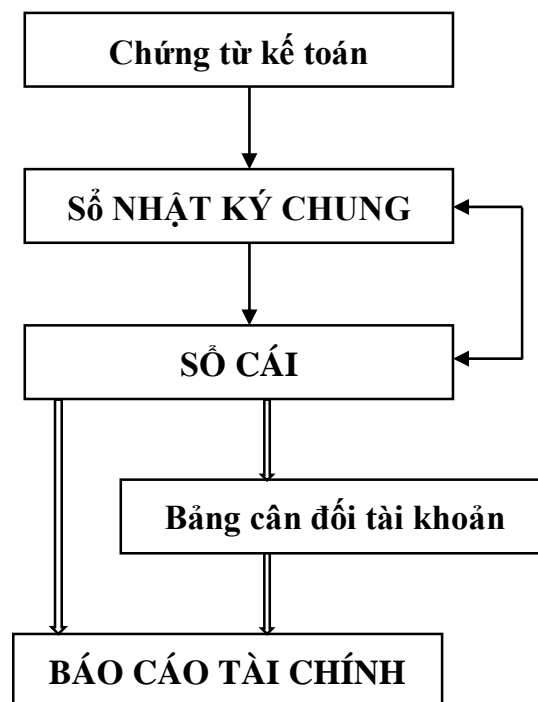 Chứng từ kế toán
Sổ NHẬT KÝ CHUNG
SỔ CÁI
Bảng cân đối tài khoản
BÁO CÁO TÀI CHÍNH